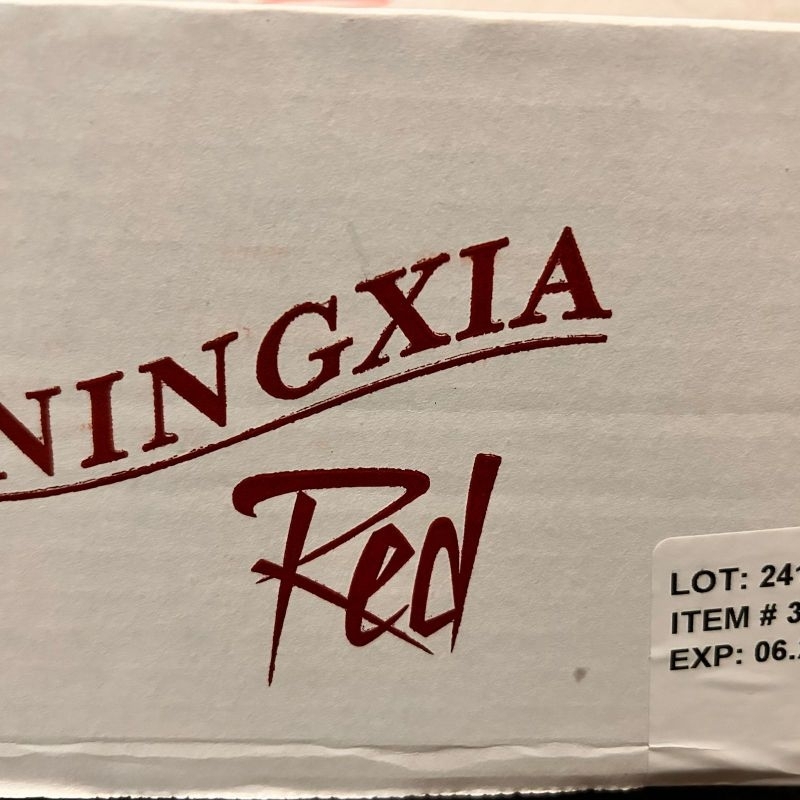 NINGXIA
Red
LOT: 241
ITEM # 3
EXP: 06.